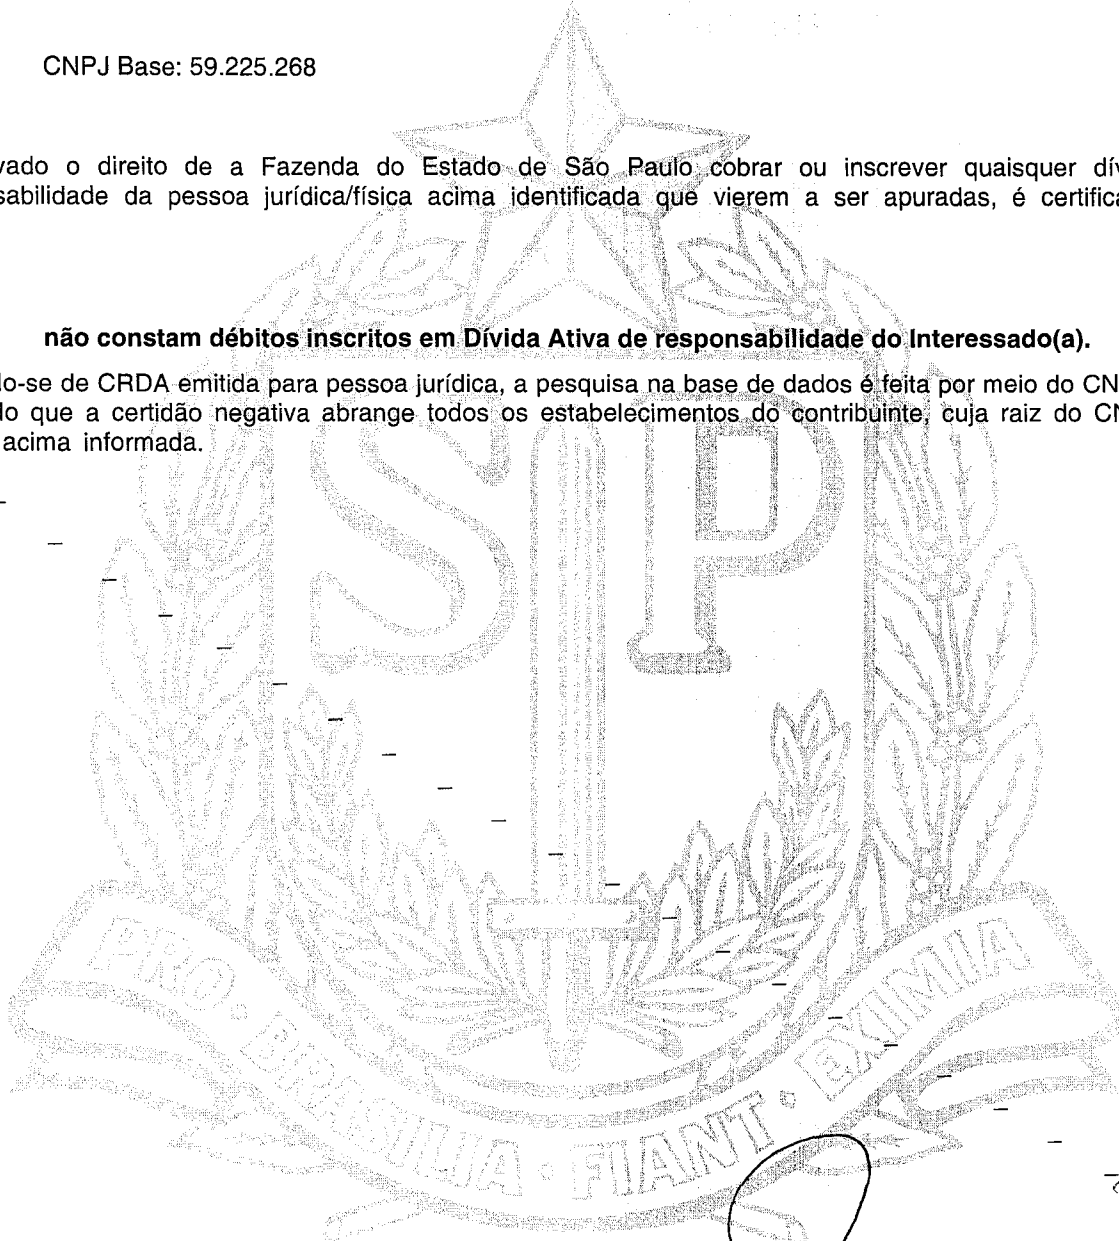 CNPJ Base: 59.225.268
vado o direito de a Fazenda do Estado de São Paulo cobrar ou inscrever quaisquer dív
sabilidade da pessoa jurídica/física acima identificada que vierem a ser apuradas, é certifica
não constam débitos inscritos em Dívida Ativa de responsabilidade do Interessado(a).
do-se de CRDA emitida para pessoa jurídica, a pesquisa na base de dados é feita por meio do CN
do que a certidão negativa abrange todos os estabelecimentos do contribuinte, cuja raiz do CN
acima informada.
SP
PRO · BRASILIA · FIANT · EXIMIA